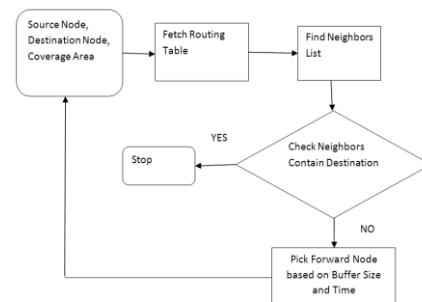 Source Node,
Destination Node,
Coverage Area
Fetch Routing
Table
Find Neighbors
List
YES
Stop
Check Neighbors
Contain Destination
NO
Pick Forward Node
based on Buffer Size
and Time